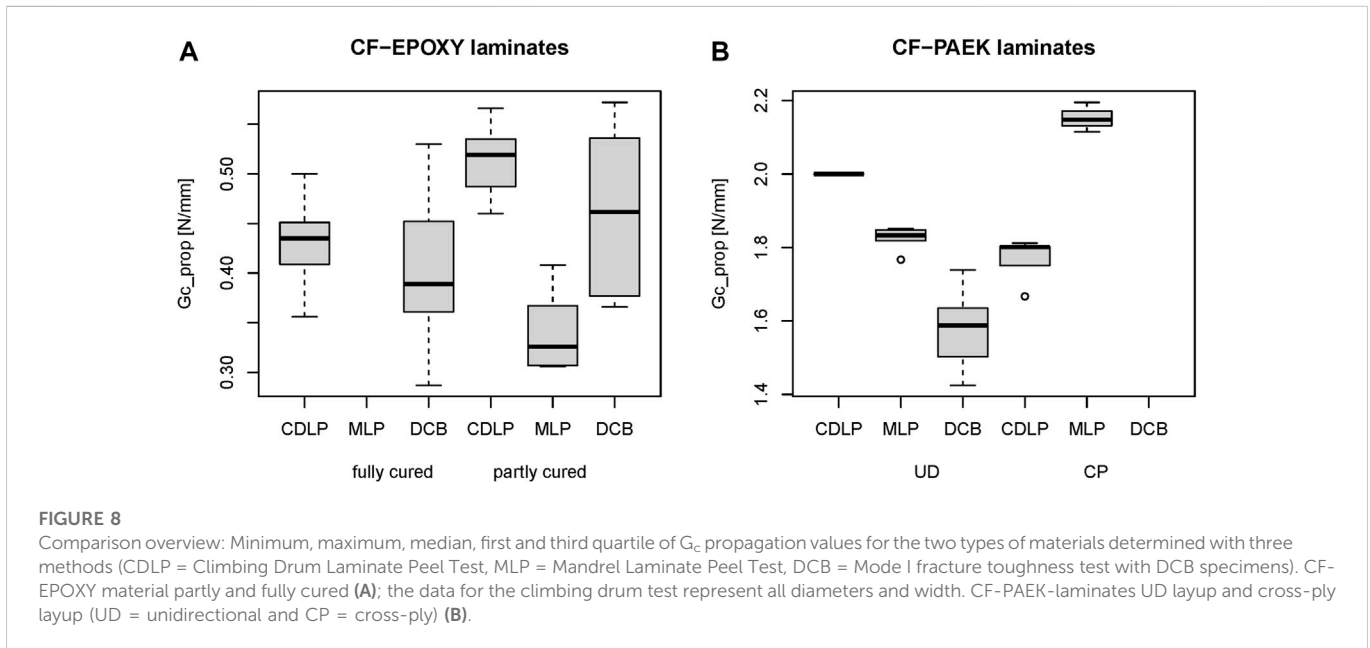 A
CF-EPOXY laminates
Gc_prop [N/mm]
0.50
0.40
0.30
CDLP MLP DCB CDLP MLP DCB
fully cured partly cured
B
CF-PAEK laminates
Gc_prop [N/mm]
2.2
2.0
1.8
1.6
1.4
CDLP MLP DCB CDLP MLP DCB
UD CP
FIGURE 8
Comparison overview: Minimum, maximum, median, first and third quartile of Gc propagation values for the two types of materials determined with three
methods (CDLP = Climbing Drum Laminate Peel Test, MLP = Mandrel Laminate Peel Test, DCB = Mode I fracture toughness test with DCB specimens). CF-
EPOXY material partly and fully cured (A); the data for the climbing drum test represent all diameters and width. CF-PAEK-laminates UD layup and cross-ply
layup (UD = unidirectional and CP = cross-ply) (B).